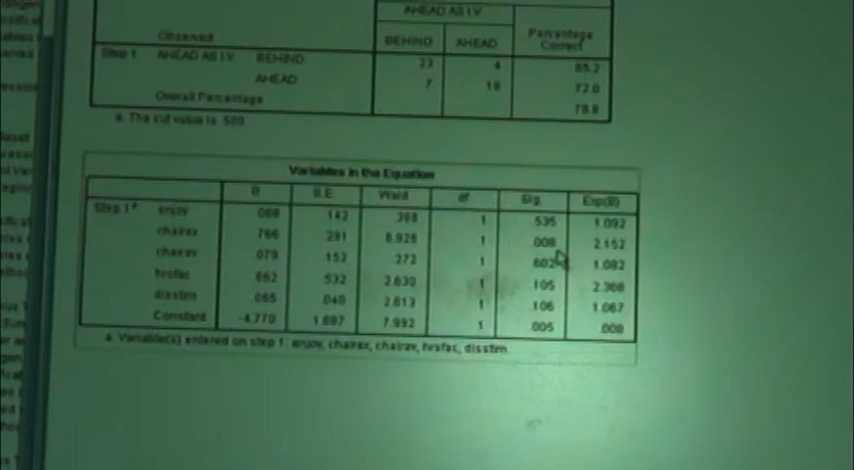 AHEAD AS I.V
Observed BEHIND AHEAD Percentage Correct
Step 1 AHEAD AS I.V BEHIND 23 4 85.2
AHEAD 7 18 72.0
Overall Percentage 78.8
a. The cut value is .500
Variables in the Equation
B S.E. Wald df Sig. Exp(B)
Step 1ª enjoy 088 142 388 1 535 1.092
chairex 766 291 6.926 1 008 2.152
chairav .079 152 272 1 602 1.082
hrsfac .862 532 2.630 1 105 2.368
disstim .065 040 2.613 1 106 1.067
Constant -4.770 1.687 7.992 1 .005 .008
a. Variable(s) entered on step 1: enjoy, chairex, chairav, hrsfac, disstim.